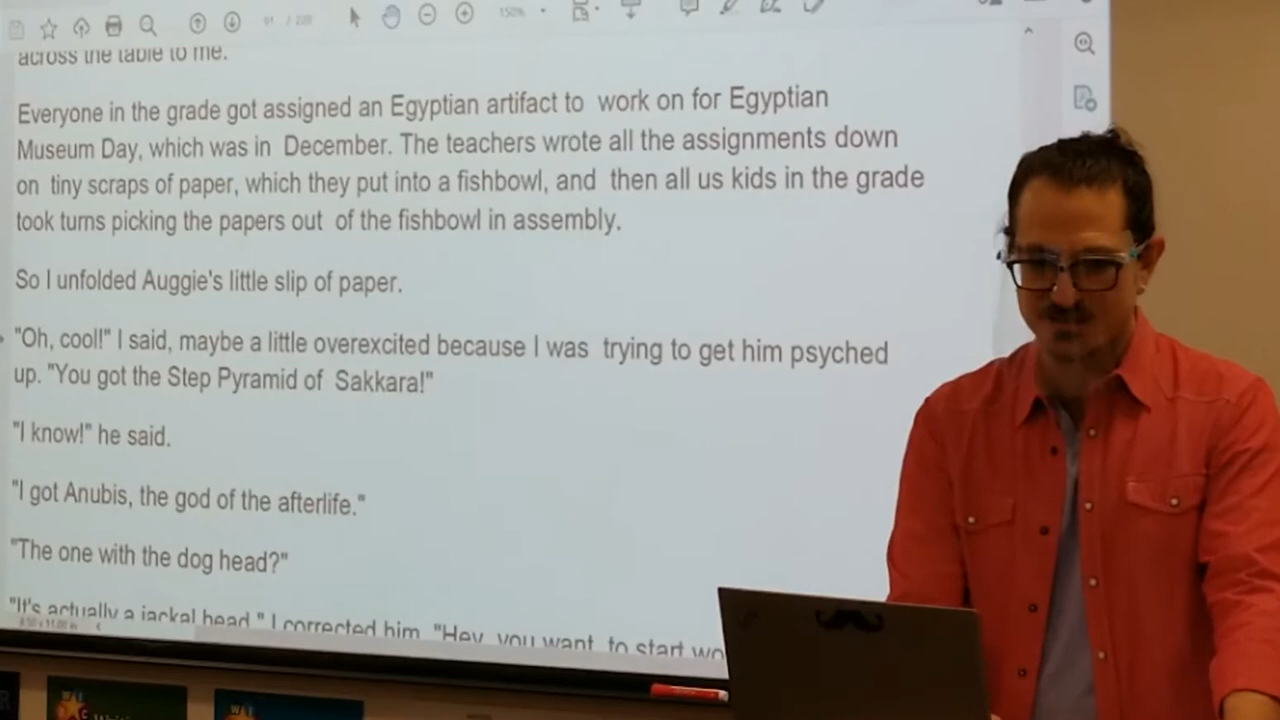 across the table to me.
Everyone in the grade got assigned an Egyptian artifact to work on for Egyptian
Museum Day, which was in December. The teachers wrote all the assignments down
on tiny scraps of paper, which they put into a fishbowl, and then all us kids in the grade
took turns picking the papers out of the fishbowl in assembly.
So I unfolded Auggie's little slip of paper.
"Oh, cool!" I said, maybe a little overexcited because I was trying to get him psyched
up. "You got the Step Pyramid of Sakkara!"
"I know!" he said.
"I got Anubis, the god of the afterlife."
"The one with the dog head?"
"It's actually a jackal head," I corrected him. "Hey, you want to start